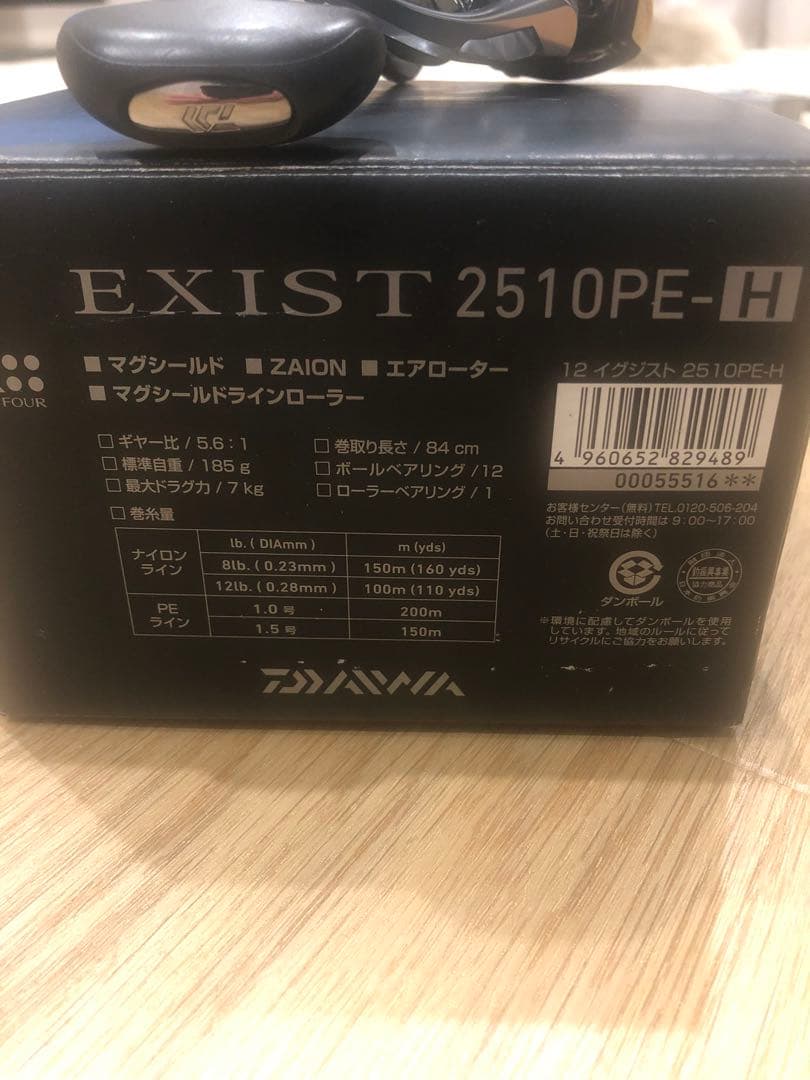 EXIST 2510PE-H
FOUR
■ マグシールド ■ ZAION ■ エアローター
■ マグシールドラインローラー
12 イグジスト 2510PE-H
4 960652 829489
00055516**
□ ギヤー比 / 5.6 : 1 □ 巻取り長さ / 84 cm
□ 標準自重 / 185 g □ ボールベアリング / 12
□ 最大ドラグ力 / 7 kg □ ローラーベアリング / 1
□ 巻糸量
ナイロンライン lb. ( DIAmm ) m (yds)
8lb. ( 0.23mm ) 150m (160 yds)
12lb. ( 0.28mm ) 100m (110 yds)
PEライン 1.0 号 200m
1.5 号 150m
お客様センター(無料) TEL.0120-506-204
お問い合わせ受付時間は 9:00~17:00
(土・日・祝祭日は除く)
ダンボール
協力商品
※環境に配慮してダンボールを使用
しています。地域のルールに従って
リサイクルにご協力をお願いします。
DAIWA